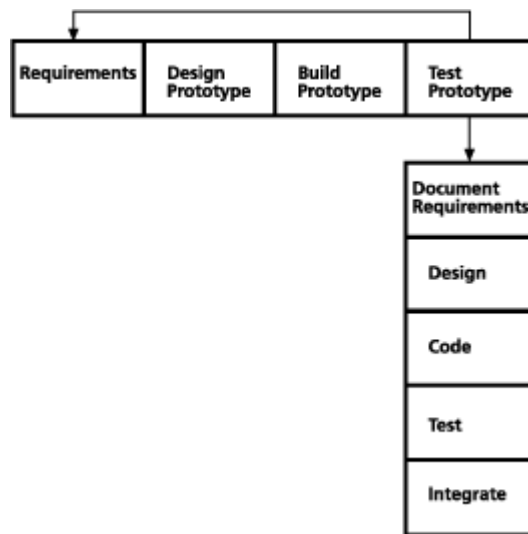 Requirements
Design
Prototype
Build
Prototype
Test
Prototype
Document
Requirements
Design
Code
Test
Integrate